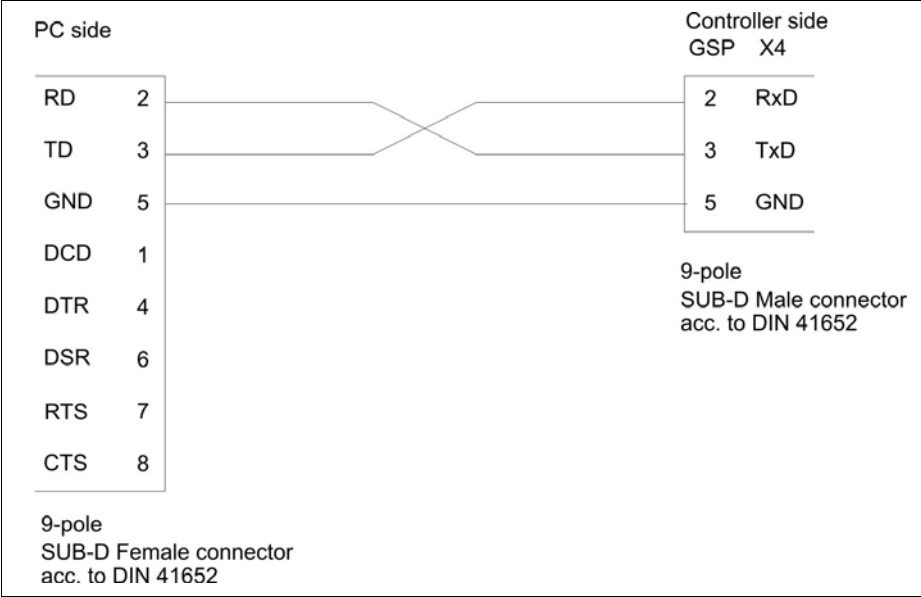 PC side
Controller side
GSP X4
RD 2
2 RxD
TD 3
3 TxD
GND 5
5 GND
DCD 1
DTR 4
DSR 6
RTS 7
CTS 8
9-pole
SUB-D Male connector
acc. to DIN 41652
9-pole
SUB-D Female connector
acc. to DIN 41652